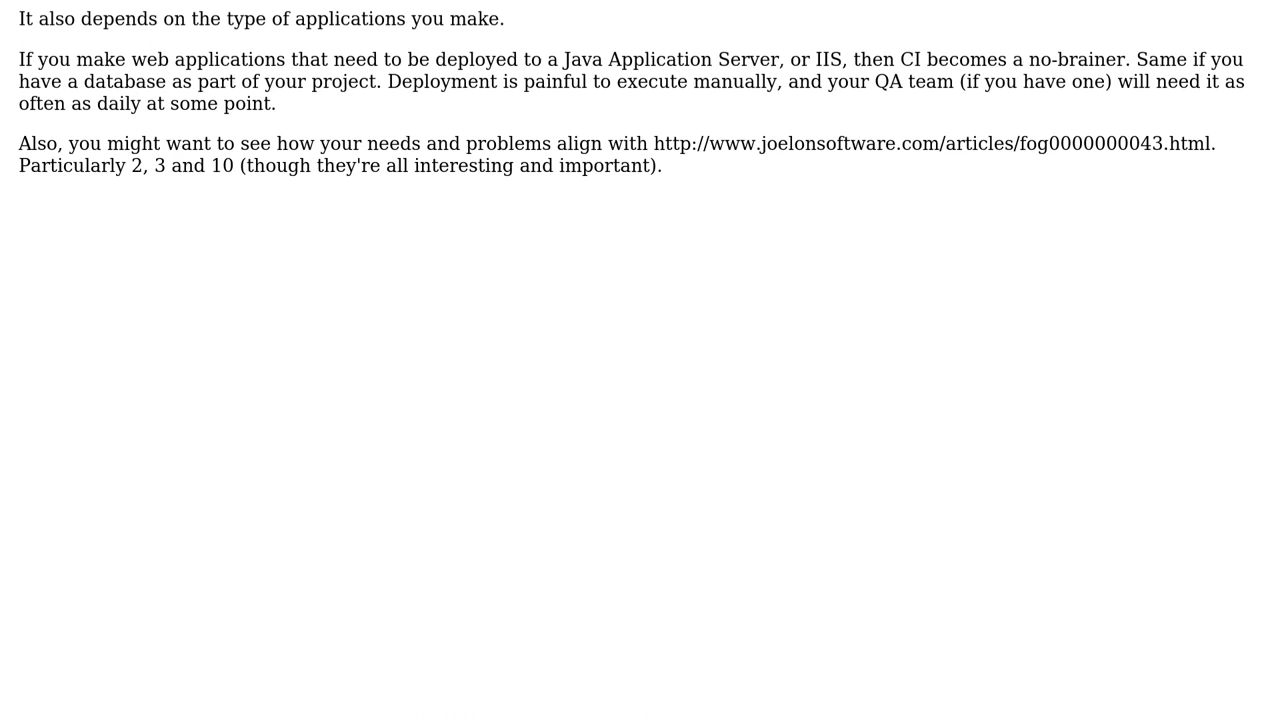 It also depends on the type of applications you make.
If you make web applications that need to be deployed to a Java Application Server, or IIS, then CI becomes a no-brainer. Same if you
have a database as part of your project. Deployment is painful to execute manually, and your QA team (if you have one) will need it as
often as daily at some point.
Also, you might want to see how your needs and problems align with http://www.joelonsoftware.com/articles/fog0000000043.html.
Particularly 2, 3 and 10 (though they're all interesting and important).